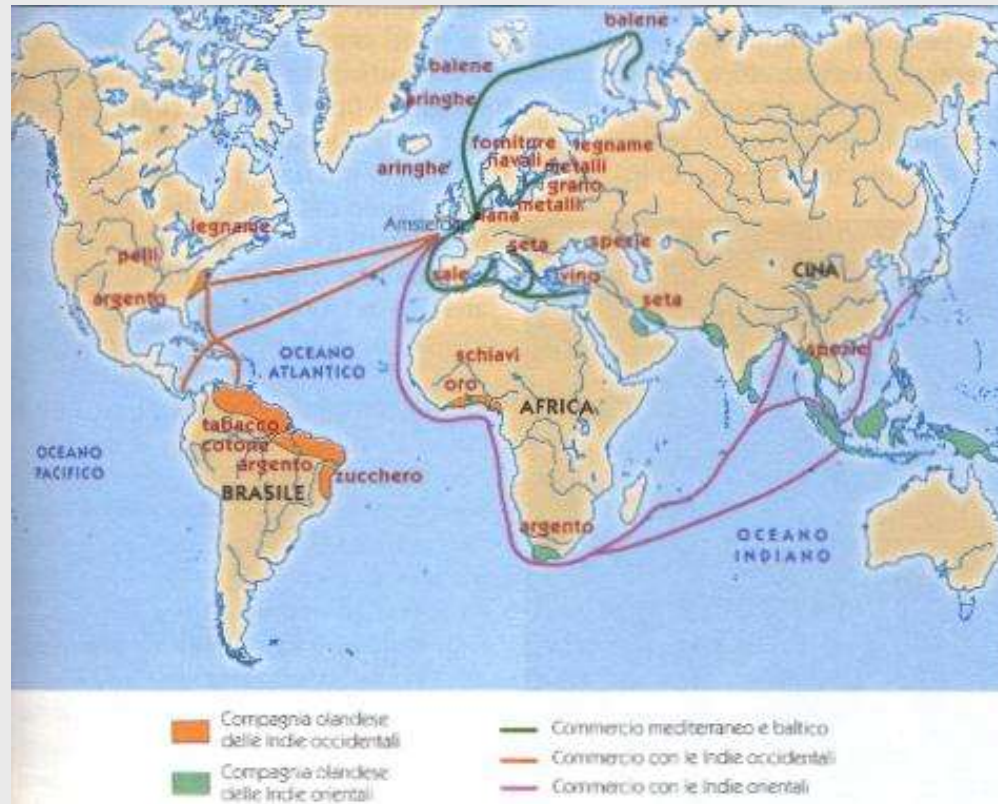 balene
balene
aringhe
aringhe
forniture
navali
legname
metalli
grano
metalli
lana
Amsterdam
legname
pelli
argento
seta
spezie
sale
vino
seta
CINA
spezie
OCEANO
ATLANTICO
schiavi
oro
AFRICA
tabacco
cotone
argento
zucchero
BRASILE
OCEANO
PACIFICO
argento
OCEANO
INDIANO
Compagnia olandese
delle Indie occidentali
Compagnia olandese
delle Indie orientali
Commercio mediterraneo e baltico
Commercio con le Indie occidentali
Commercio con le Indie orientali